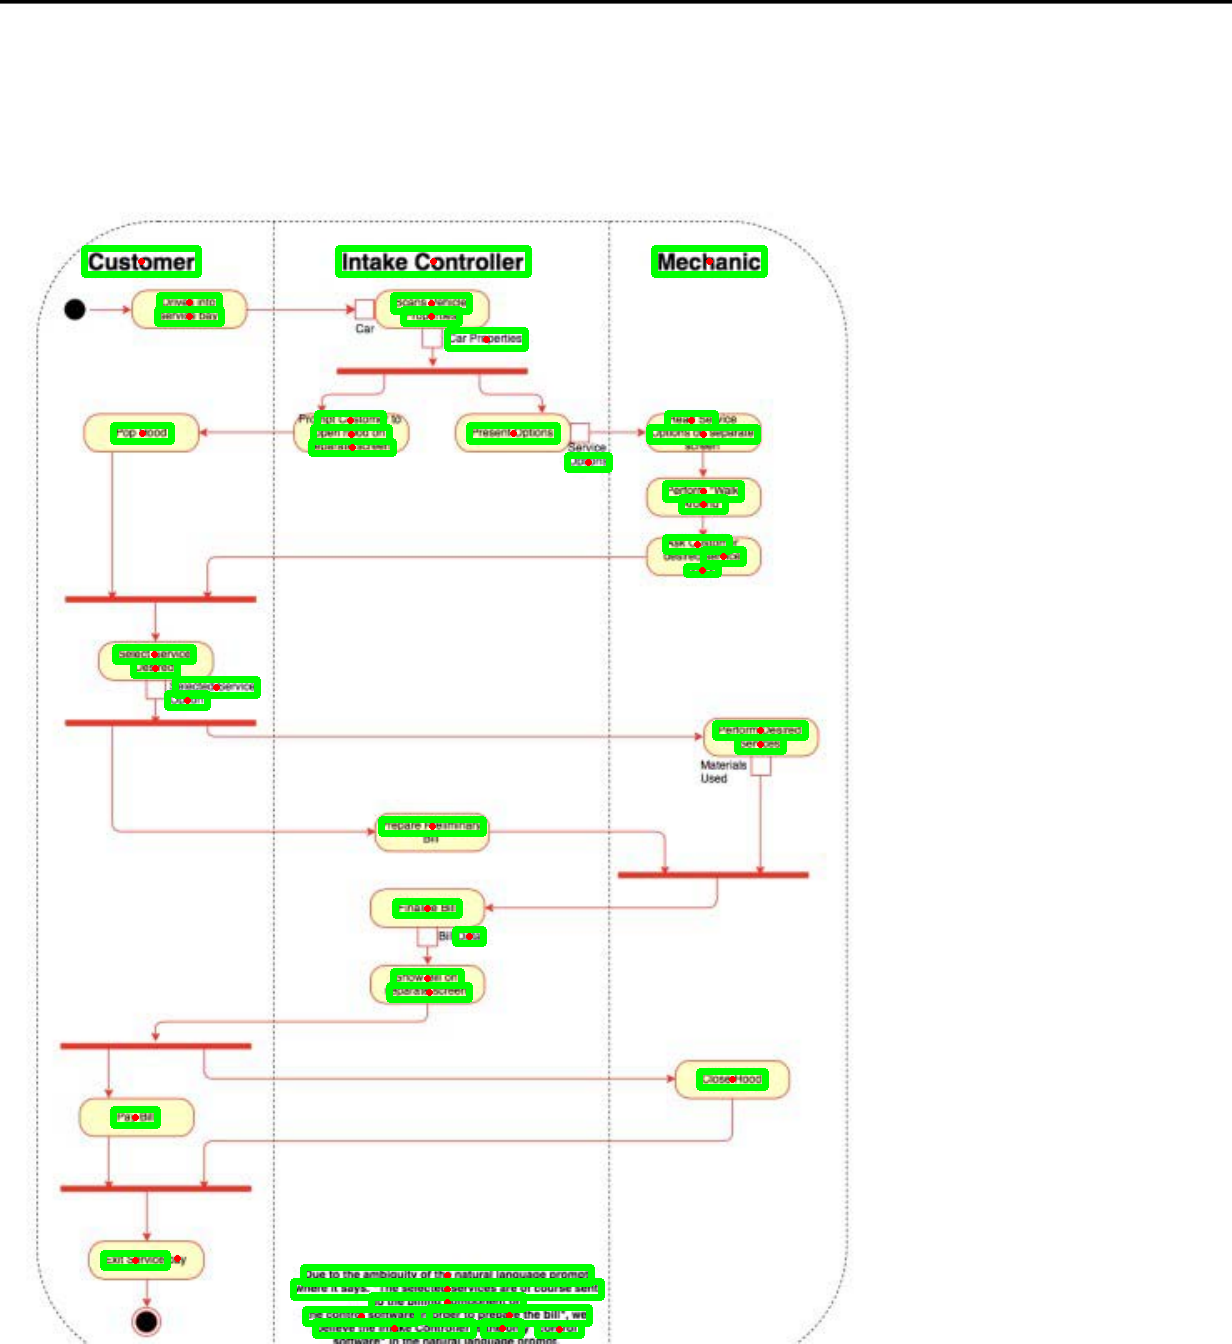 Customer
Intake Controller
Mechanic
Drives into
Service bay
Scans Vehicle
Properties
Car
Car Properties
Prompt Customer to
open hood on
separate screen
Pop Hood
Present Options
Service
Options
Read Service
Options on separate
screen
Perform "Walk
Around"
Ask Customer
Desired Service
Select Service
Desired
Selected Service
Option
Perform Desired
Services
Materials
Used
Prepare Preliminary
Bill
Finalize Bill
Bill
Show Bill on
separate screen
Close Hood
Pay Bill
Exit Service Bay
Due to the ambiguity of the natural language prompt
where it says: "The selected services are of course sent
to the billing component of
the control software in order to prepare the bill", we
believe the Intake Controller is the only "control
software" in the natural language prompt